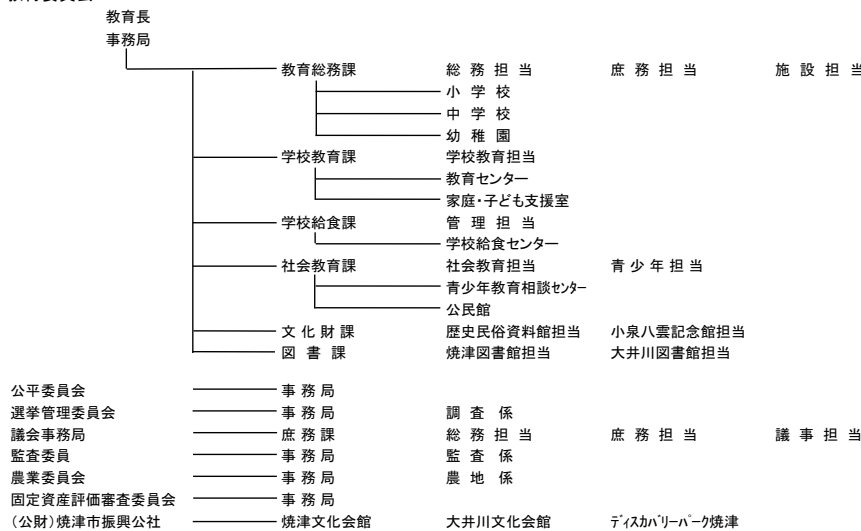 教育長
事務局
教育総務課 総務担当 庶務担当 施設担当
小学校
中学校
幼稚園
学校教育課 学校教育担当
教育センター
家庭・子ども支援室
学校給食課 管理担当
学校給食センター
社会教育課 社会教育担当 青少年担当
青少年教育相談センター
公民館
文化財課 歴史民俗資料館担当 小泉八雲記念館担当
図書課 焼津図書館担当 大井川図書館担当
公平委員会 事務局
選挙管理委員会 事務局 調査係
議会事務局 庶務課 総務担当 庶務担当 議事担当
監査委員 事務局 監査係
農業委員会 事務局 農地係
固定資産評価審査委員会 事務局
(公財)焼津市振興公社 焼津文化会館 大井川文化会館 ディスカバリーパーク焼津